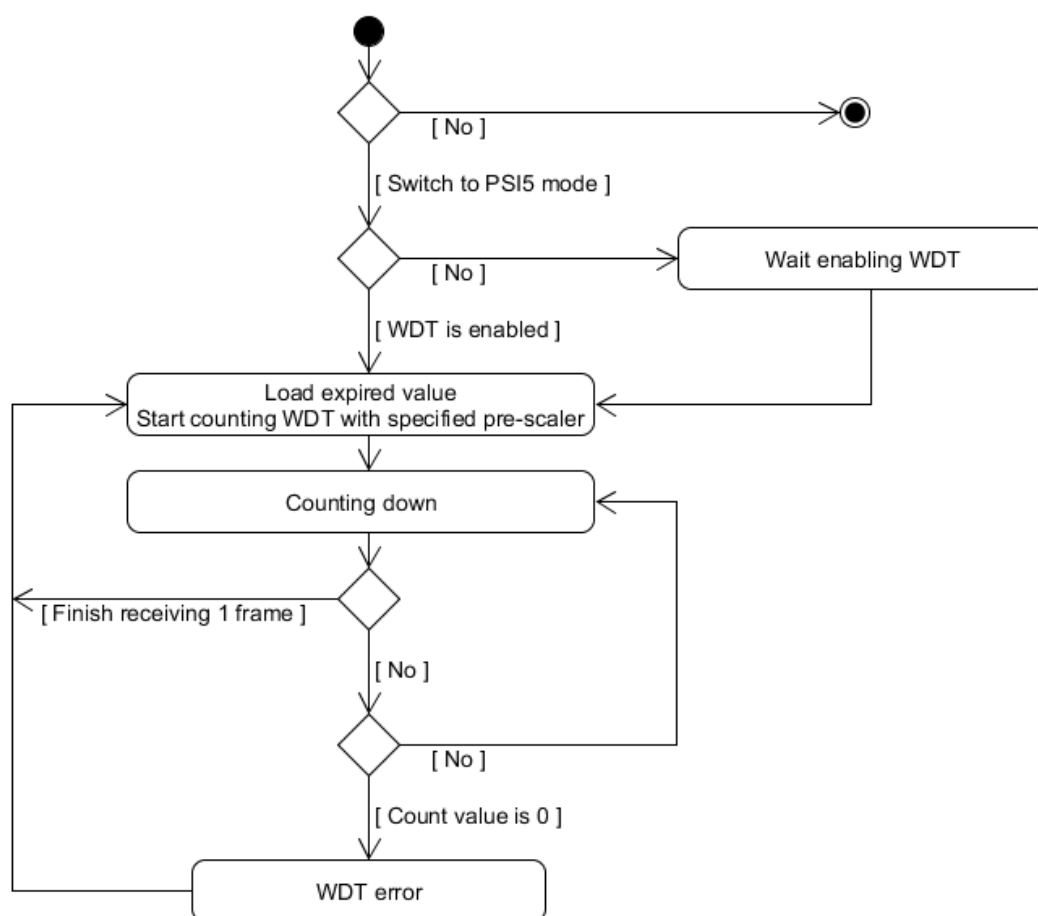 [ No ]
[ Switch to PSI5 mode ]
[ No ]
Wait enabling WDT
[ WDT is enabled ]
Load expired value
Start counting WDT with specified pre-scaler
Counting down
[ Finish receiving 1 frame ]
[ No ]
[ No ]
[ Count value is 0 ]
WDT error